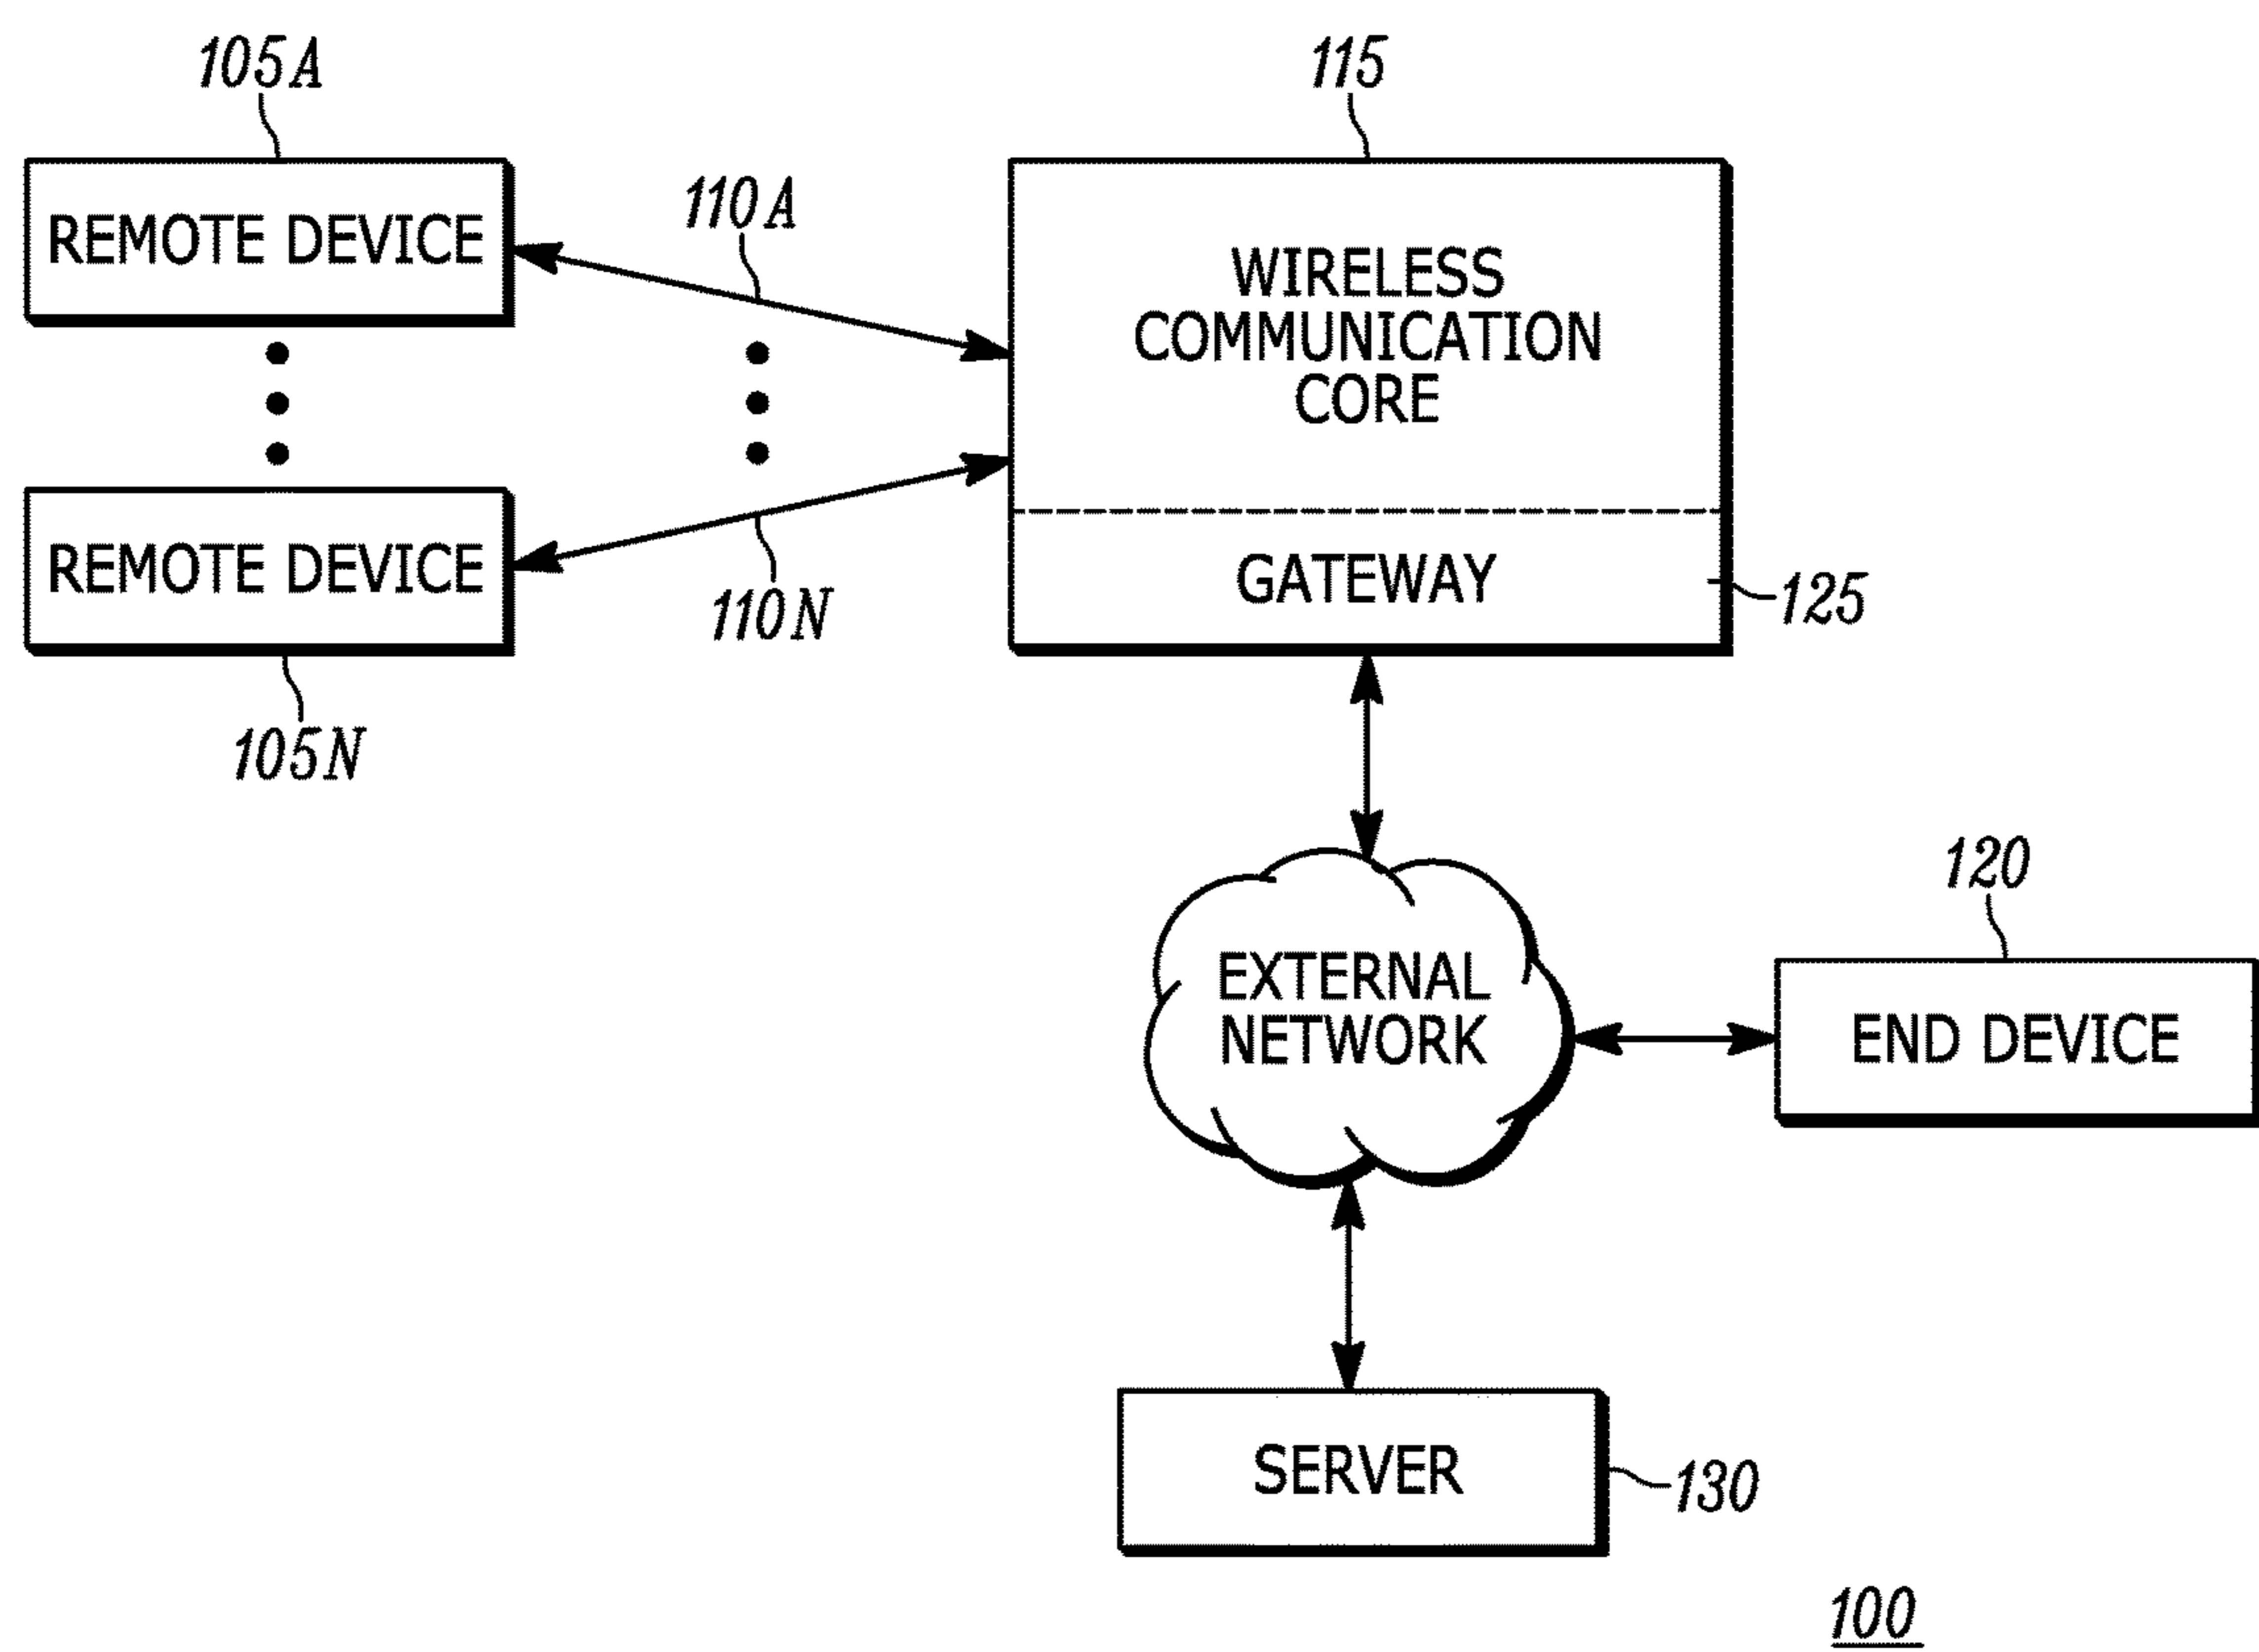 105A
115
REMOTE DEVICE
110A
WIRELESS
COMMUNICATION
CORE
REMOTE DEVICE
110N
GATEWAY
125
105N
120
EXTERNAL
NETWORK
END DEVICE
SERVER
130
100